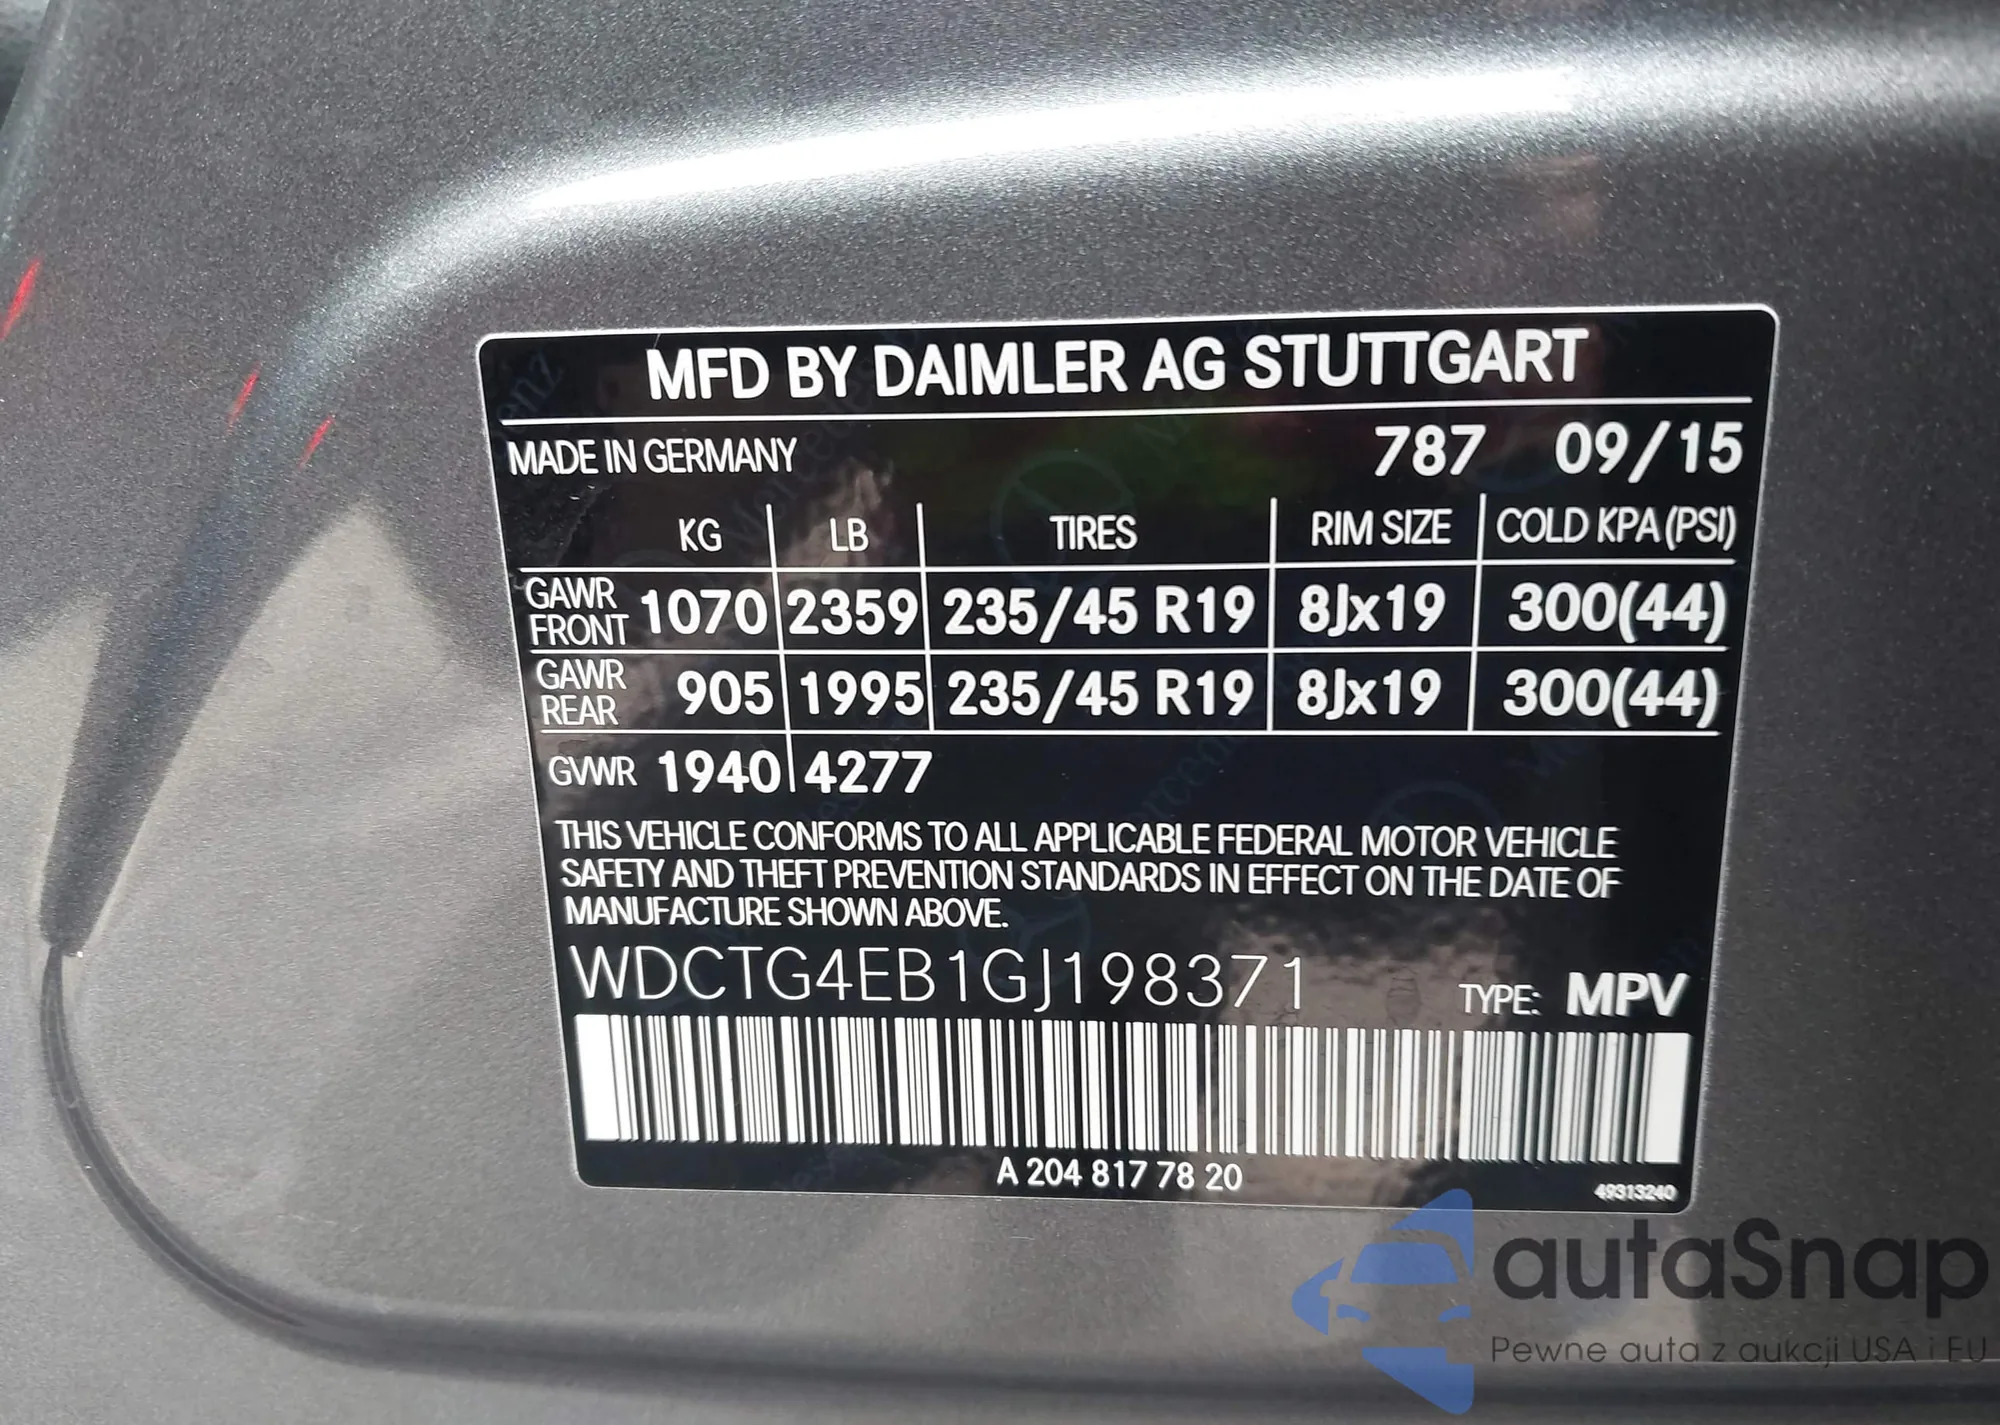 MFD BY DAIMLER AG STUTTGART
MADE IN GERMANY 787 09/15
KG LB TIRES RIM SIZE COLD KPA(PSI)
GAWR FRONT 1070 2359 235/45 R19 8Jx19 300(44)
GAWR REAR 905 1995 235/45 R19 8Jx19 300(44)
GVWR 1940 4277
THIS VEHICLE CONFORMS TO ALL APPLICABLE FEDERAL MOTOR VEHICLE
SAFETY AND THEFT PREVENTION STANDARDS IN EFFECT ON THE DATE OF
MANUFACTURE SHOWN ABOVE.
WDCTG4EB1GJ198371 TYPE: MPV
A 204 817 78 20
49313240
autaSnap
Pewne auta z aukcji USA i EU